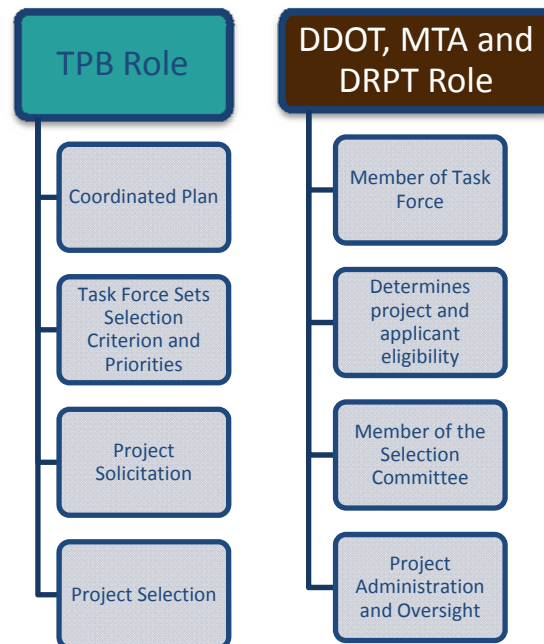 TPB Role
Coordinated Plan
Task Force Sets
Selection
Criterion and
Priorities
Project
Solicitation
Project Selection
DDOT, MTA and
DRPT Role
Member of Task
Force
Determines
project and
applicant
eligibility
Member of the
Selection
Committee
Project
Administration
and Oversight